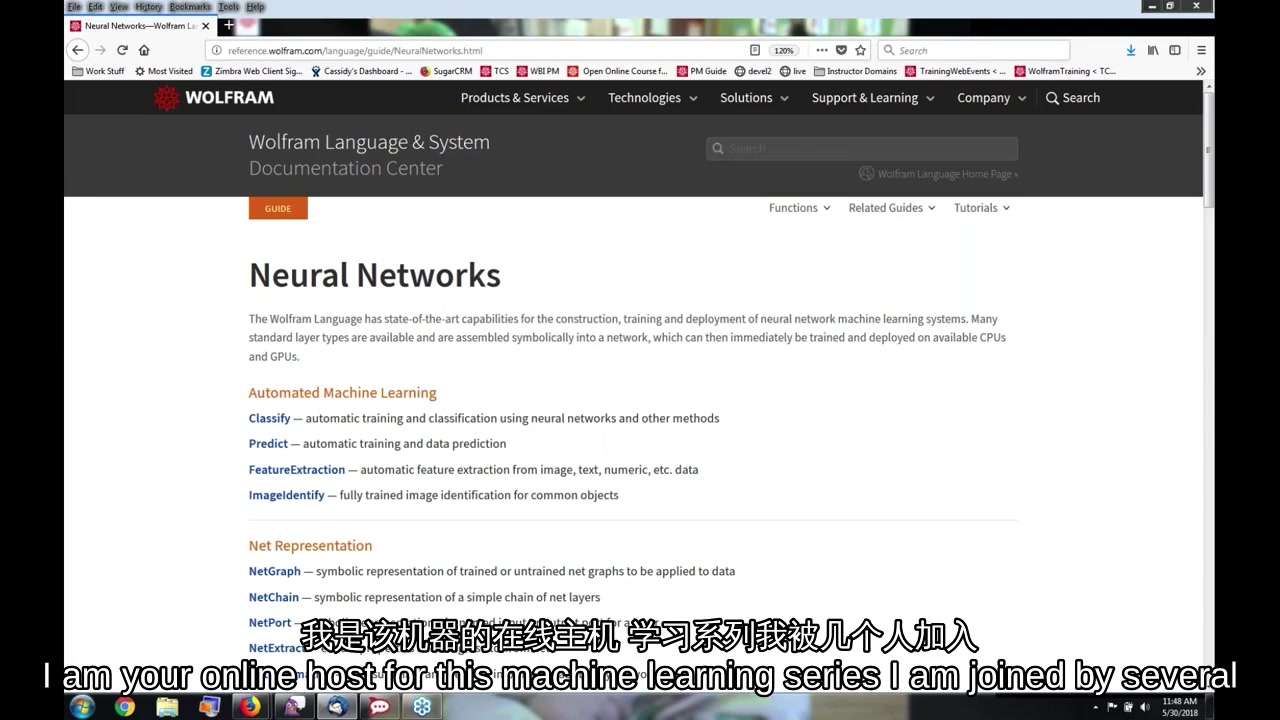 File Edit View History Bookmarks Tools Help
Neural Networks—Wolfram La
reference.wolfram.com/language/guide/NeuralNetworks.html 120% Search
Work Stuff Most Visited Zimbra Web Client Sig... Cassidy's Dashboard - ... SugarCRM TCS WBI PM Open Online Course f... PM Guide devel2 live Instructor Domains TrainingWebEvents < ... WolframTraining < TC...
WOLFRAM Products & Services Technologies Solutions Support & Learning Company Search
Wolfram Language & System
Documentation Center
Search
Wolfram Language Home Page »
GUIDE Functions Related Guides Tutorials
Neural Networks
The Wolfram Language has state-of-the-art capabilities for the construction, training and deployment of neural network machine learning systems. Many
standard layer types are available and are assembled symbolically into a network, which can then immediately be trained and deployed on available CPUs
and GPUs.
Automated Machine Learning
Classify — automatic training and classification using neural networks and other methods
Predict — automatic training and data prediction
FeatureExtraction — automatic feature extraction from image, text, numeric, etc. data
ImageIdentify — fully trained image identification for common objects
Net Representation
NetGraph — symbolic representation of trained or untrained net graphs to be applied to data
NetChain — symbolic representation of a simple chain of net layers
NetPort
我是该机器的在线主机 学习系列我被几个人加入
I am your online host for this machine learning series I am joined by several
11:48 AM
5/30/2018